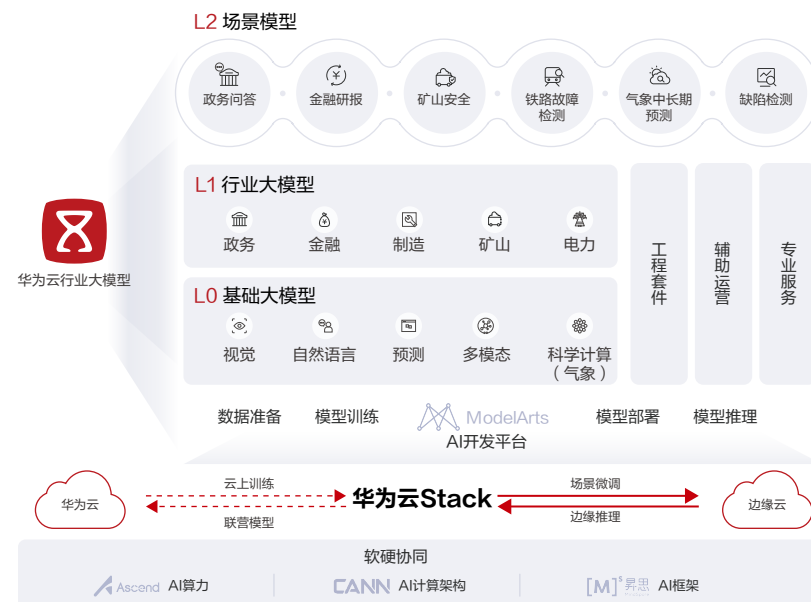 L2 场景模型
政务问答
金融研报
矿山安全
铁路故障
检测
气象中长期
预测
缺陷检测
华为云行业大模型
L1 行业大模型
政务
金融
制造
矿山
电力
L0 基础大模型
视觉
自然语言
预测
多模态
科学计算
（气象）
工程套件
辅助运营
专业服务
数据准备
模型训练
ModelArts
AI开发平台
模型部署
模型推理
华为云
云上训练
联营模型
华为云Stack
场景微调
边缘推理
边缘云
软硬协同
Ascend AI算力
CANN AI计算架构
[M]s 昇思 AI框架